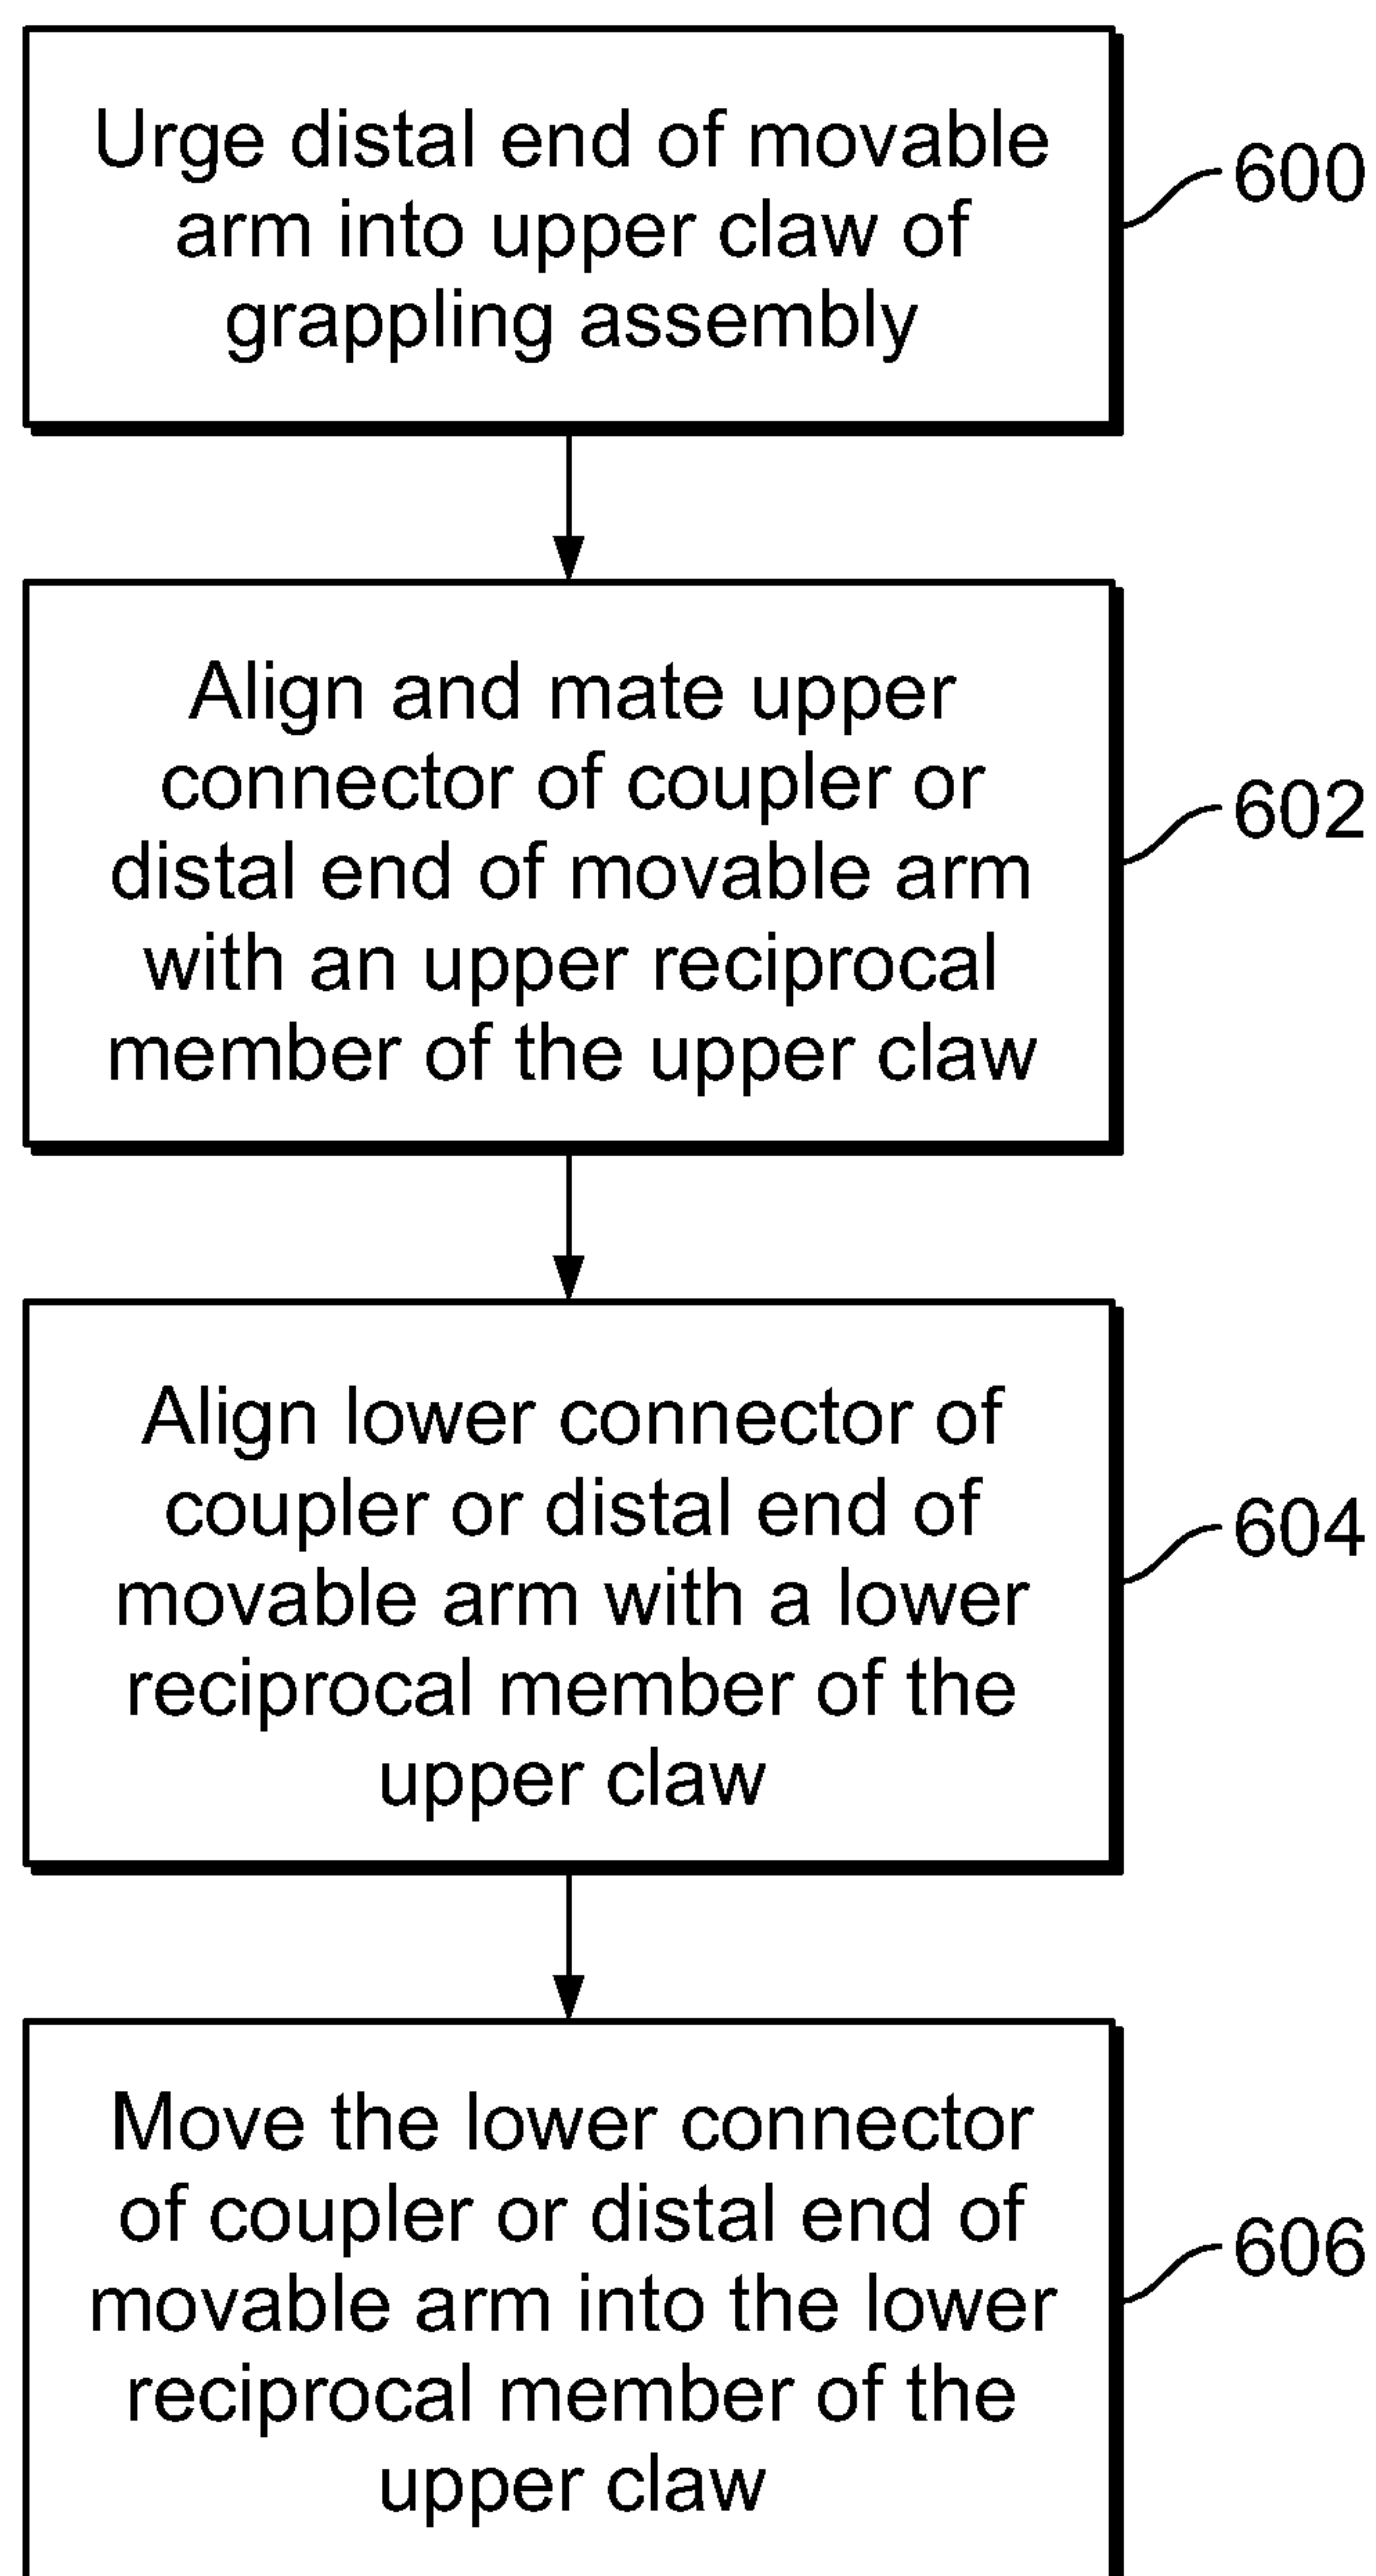 Urge distal end of movable
arm into upper claw of
grappling assembly
600
Align and mate upper
connector of coupler or
distal end of movable arm
with an upper reciprocal
member of the upper claw
602
Align lower connector of
coupler or distal end of
movable arm with a lower
reciprocal member of the
upper claw
604
Move the lower connector
of coupler or distal end of
movable arm into the lower
reciprocal member of the
upper claw
606